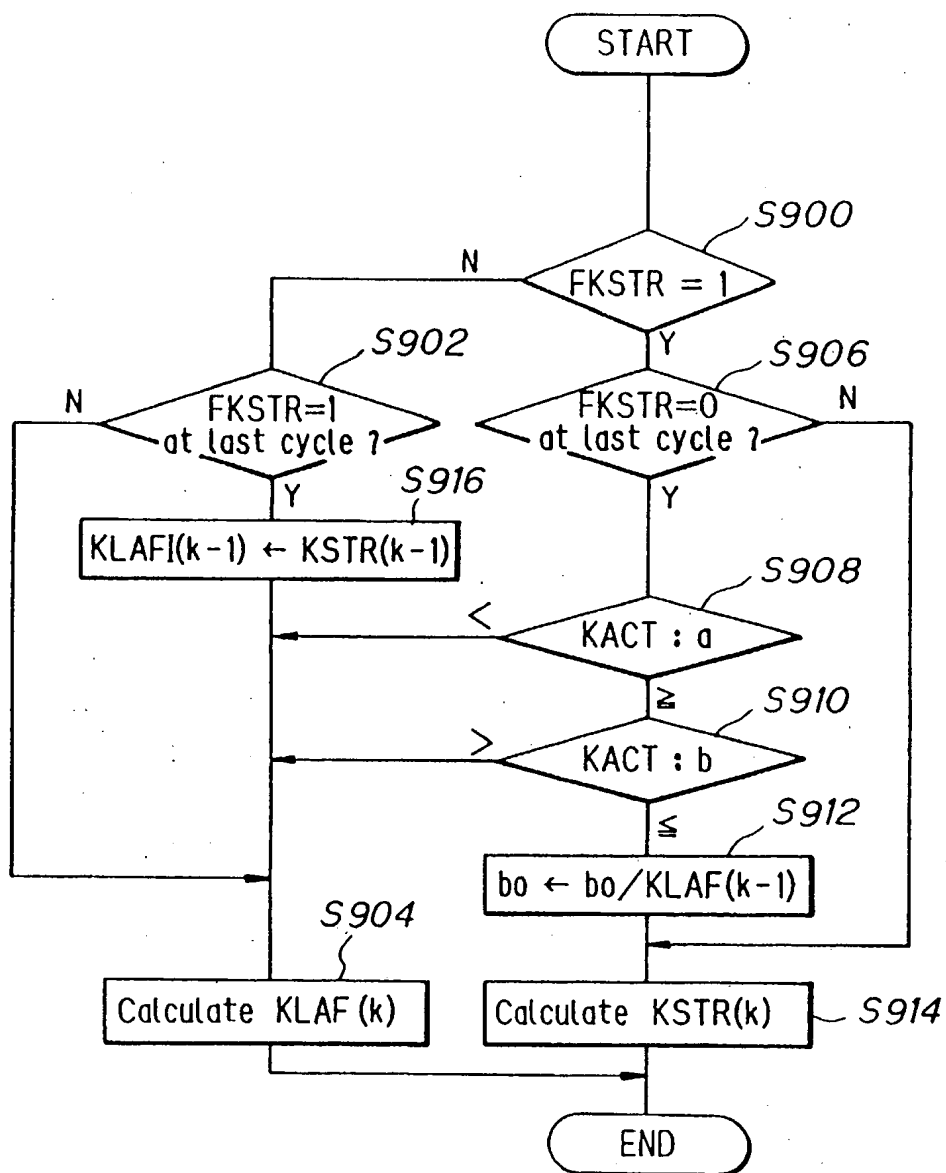 START
S900
N
FKSTR = 1
Y
S902
S906
N
FKSTR=1
at last cycle ?
FKSTR=0
at last cycle ?
N
Y
S916
Y
KLAFI(k-1) ← KSTR(k-1)
S908
<
KACT : a
≧
S910
>
KACT : b
≦
S912
bo ← bo/KLAF(k-1)
S904
Calculate KLAF(k)
Calculate KSTR(k)
S914
END